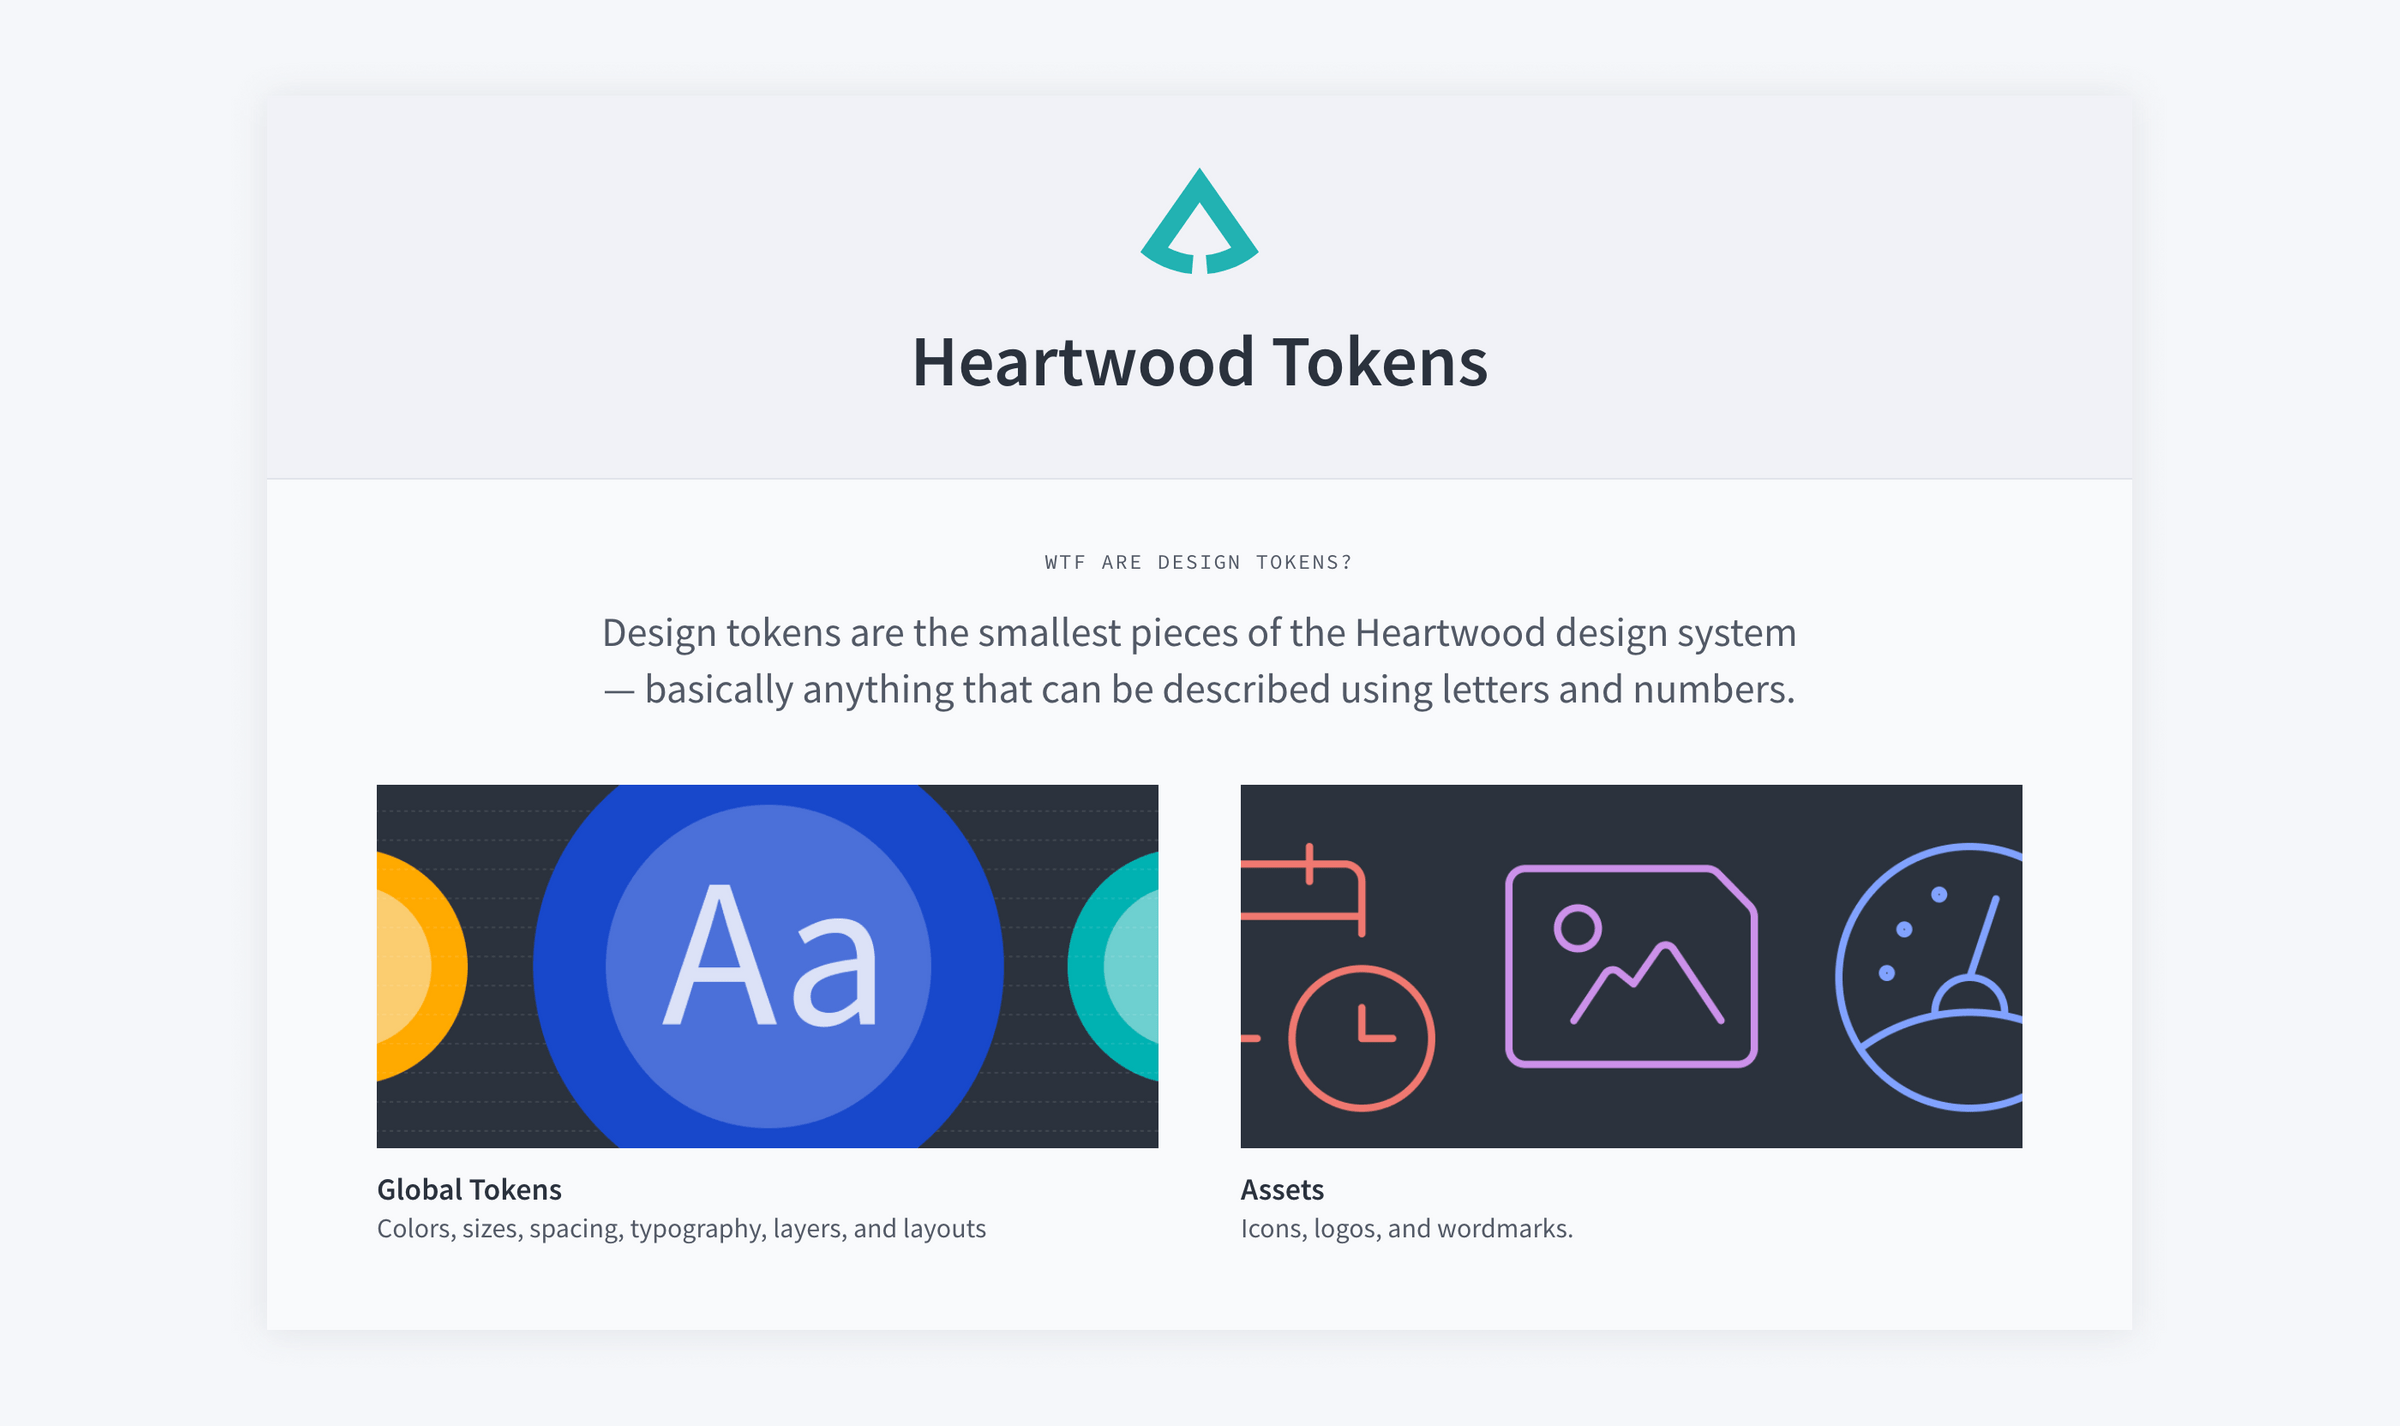 Heartwood Tokens
WTF ARE DESIGN TOKENS?
Design tokens are the smallest pieces of the Heartwood design system
— basically anything that can be described using letters and numbers.
Aa
Global Tokens
Colors, sizes, spacing, typography, layers, and layouts
Assets
Icons, logos, and wordmarks.